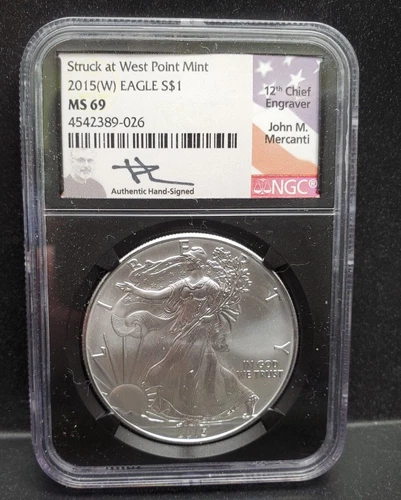 Struck at West Point Mint
2015(W) EAGLE S$1
MS 69
4542389-026
Authentic Hand-Signed
12th Chief
Engraver
John M.
Mercanti
NGC®
LIBERTY
IN GOD
WE TRUST
2015